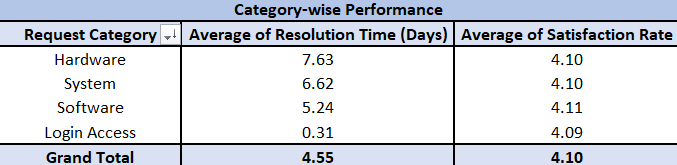 Category-wise Performance
Request Category Average of Resolution Time (Days) Average of Satisfaction Rate
Hardware 7.63 4.10
System 6.62 4.10
Software 5.24 4.11
Login Access 0.31 4.09
Grand Total 4.55 4.10